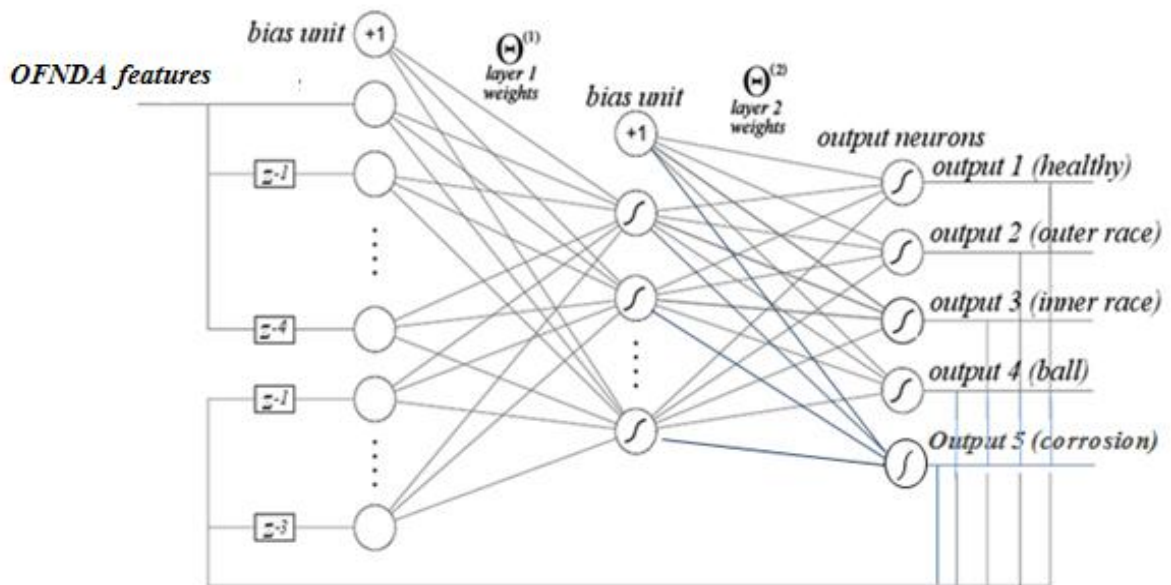 bias unit
+1
OFNDA features
Θ(1)
layer 1
weights
bias unit
+1
Θ(2)
layer 2
weights
output neurons
output 1 (healthy)
output 2 (outer race)
output 3 (inner race)
output 4 (ball)
Output 5 (corrosion)
z-1
z-4
z-1
z-3